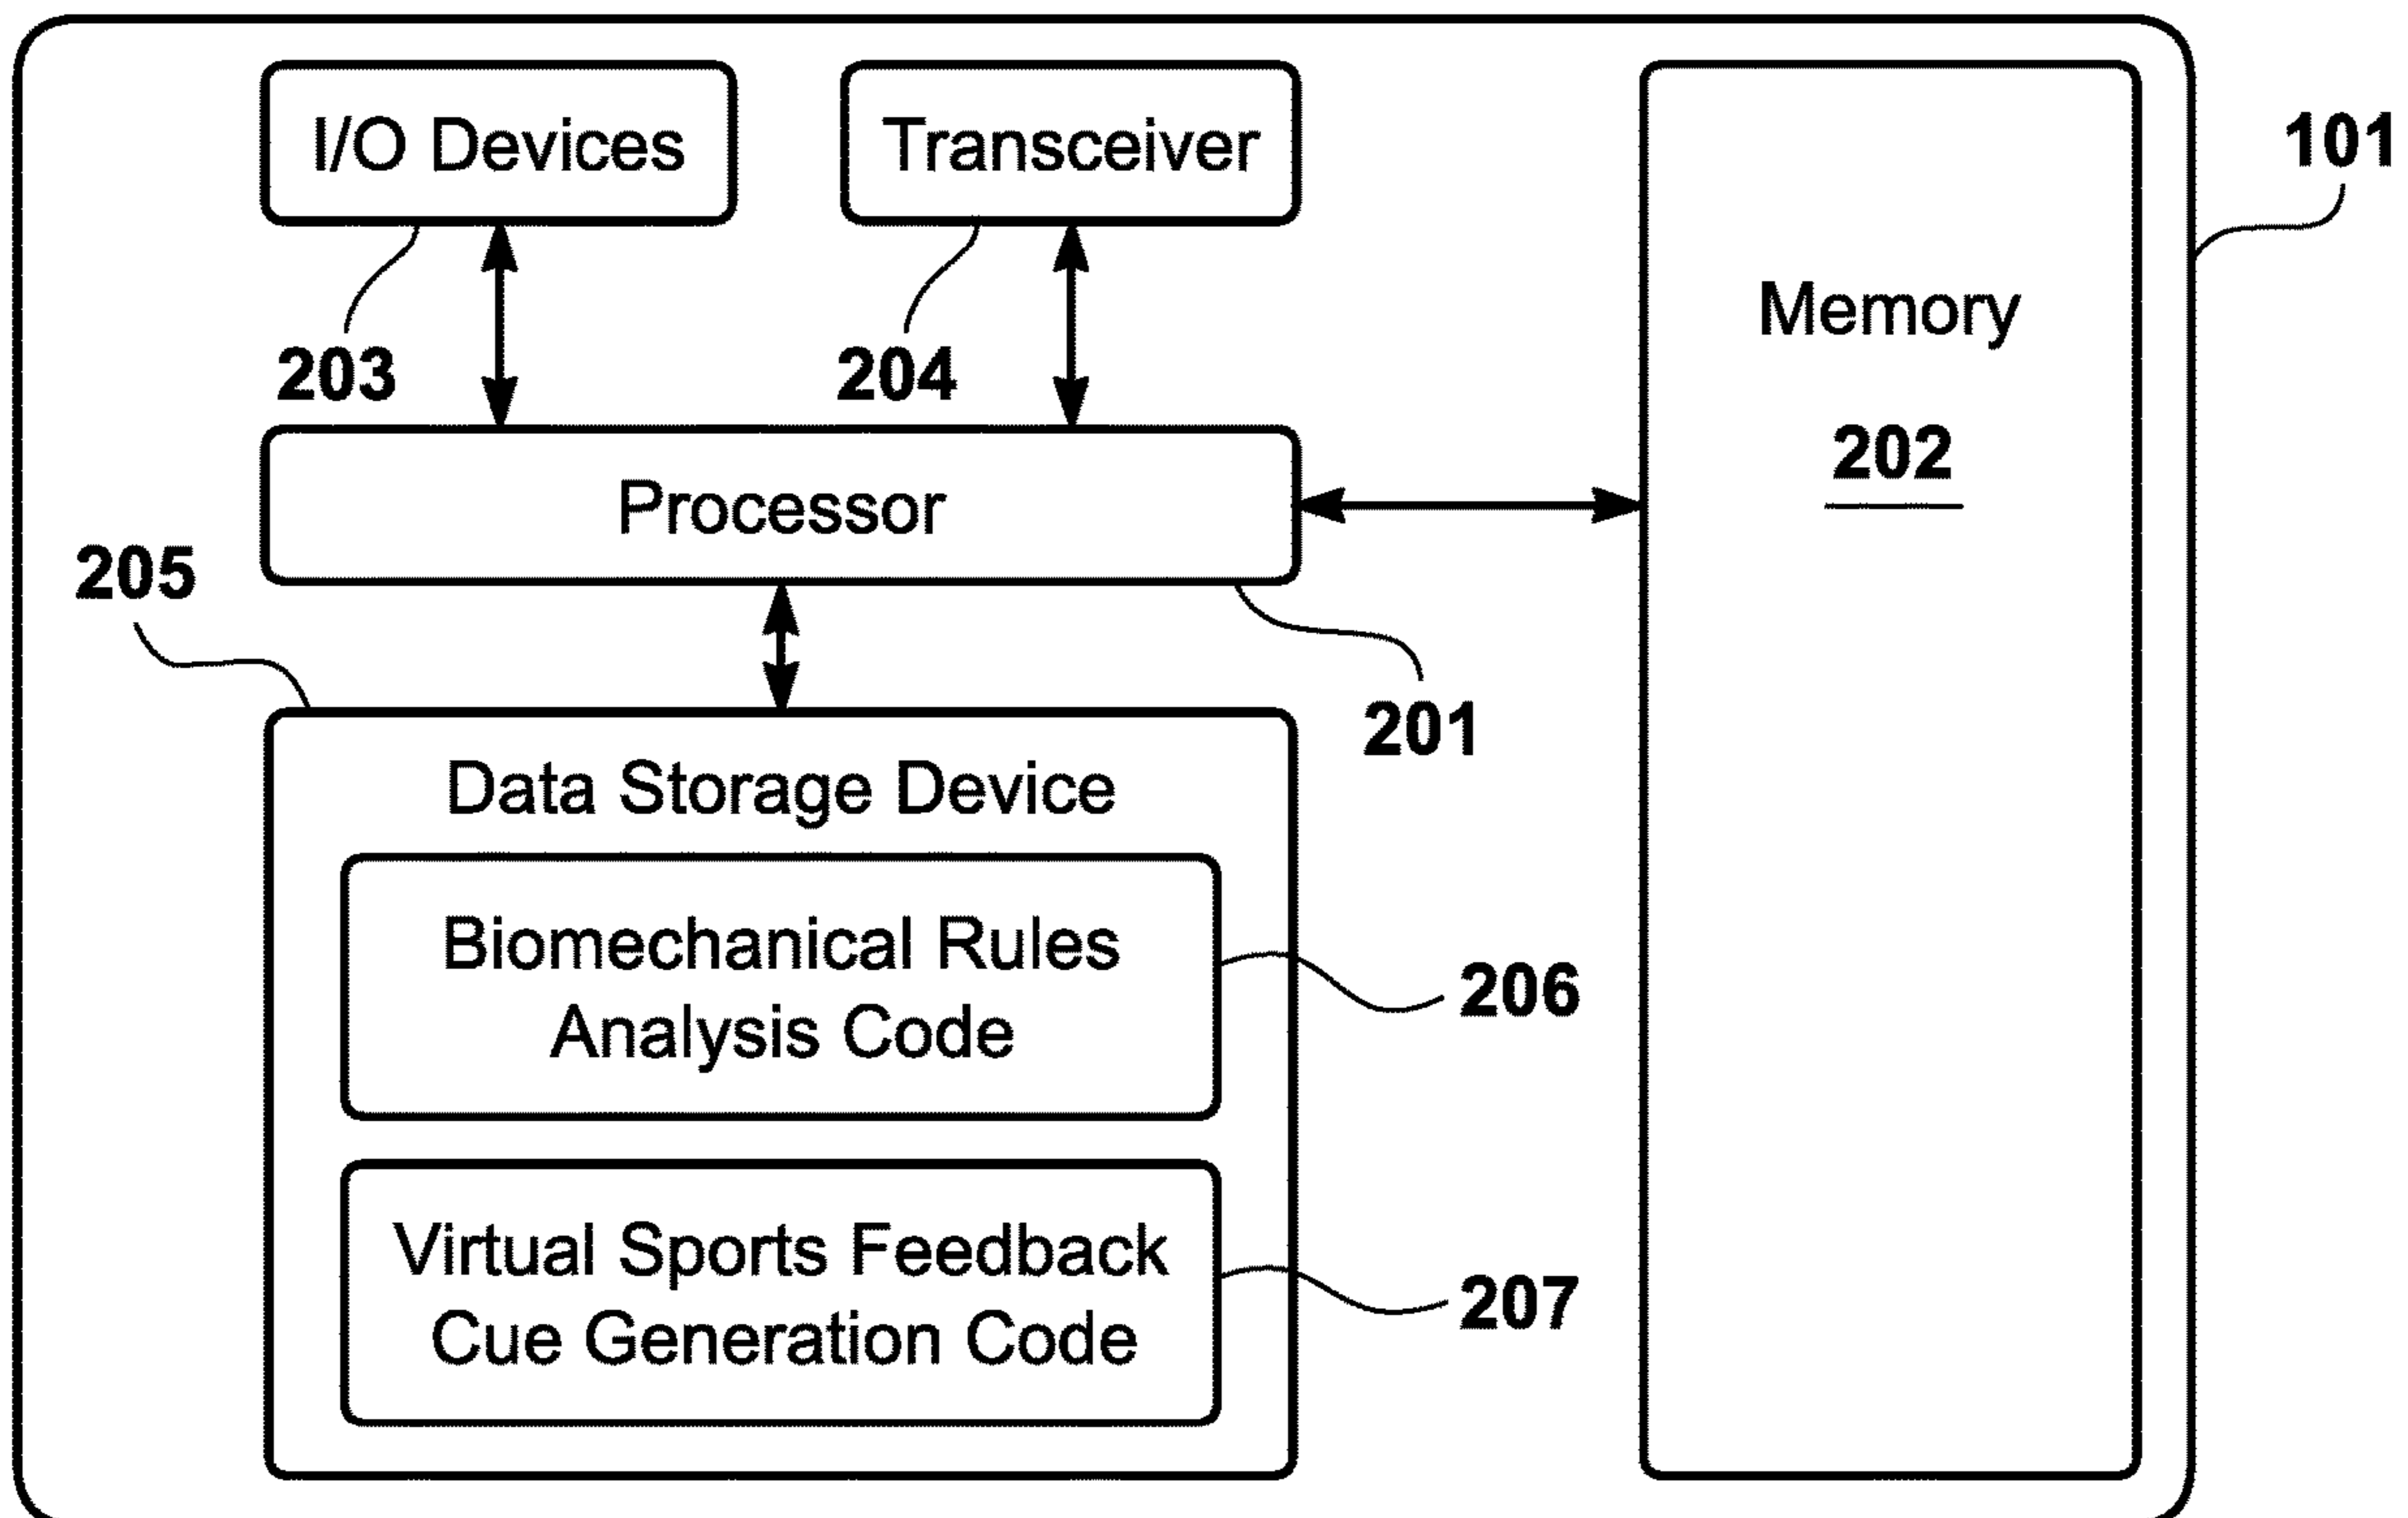 I/O Devices
Transceiver
101
Memory
203
204
202
Processor
205
201
Data Storage Device
Biomechanical Rules
Analysis Code
206
Virtual Sports Feedback
Cue Generation Code
207